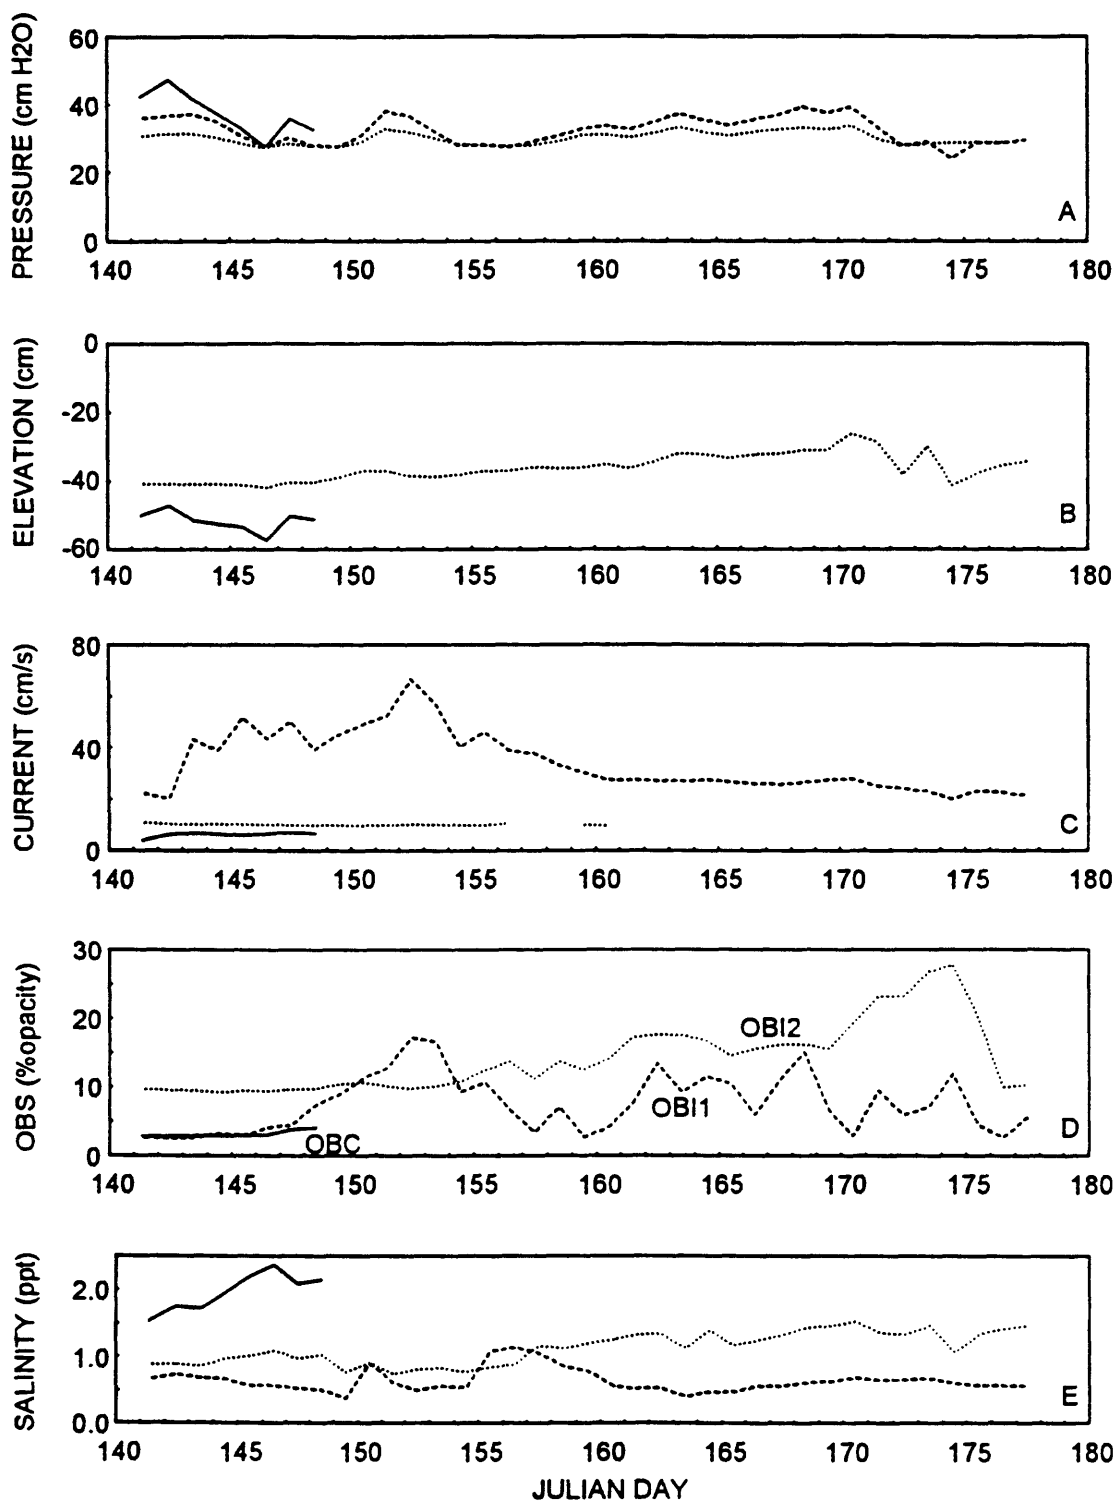 PRESSURE (cm H2O)
60
40
20
0
A
140 145 150 155 160 165 170 175 180
ELEVATION (cm)
0
-20
-40
-60
B
140 145 150 155 160 165 170 175 180
CURRENT (cm/s)
80
40
0
C
140 145 150 155 160 165 170 175 180
OBS (%opacity)
30
20
10
0
OBI2
OBI1
OBC
D
140 145 150 155 160 165 170 175 180
SALINITY (ppt)
2.0
1.0
0.0
E
140 145 150 155 160 165 170 175 180
JULIAN DAY